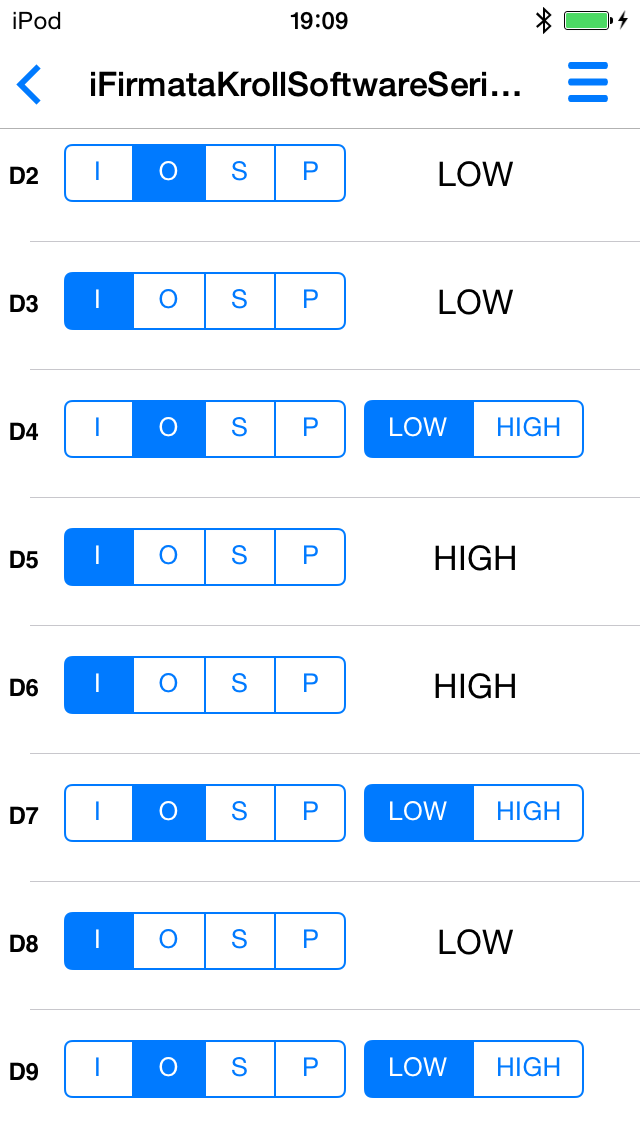 iPod 19:09
iFirmataKrollSoftwareSeri...
D2 I O S P LOW
D3 I O S P LOW
D4 I O S P LOW HIGH
D5 I O S P HIGH
D6 I O S P HIGH
D7 I O S P LOW HIGH
D8 I O S P LOW
D9 I O S P LOW HIGH